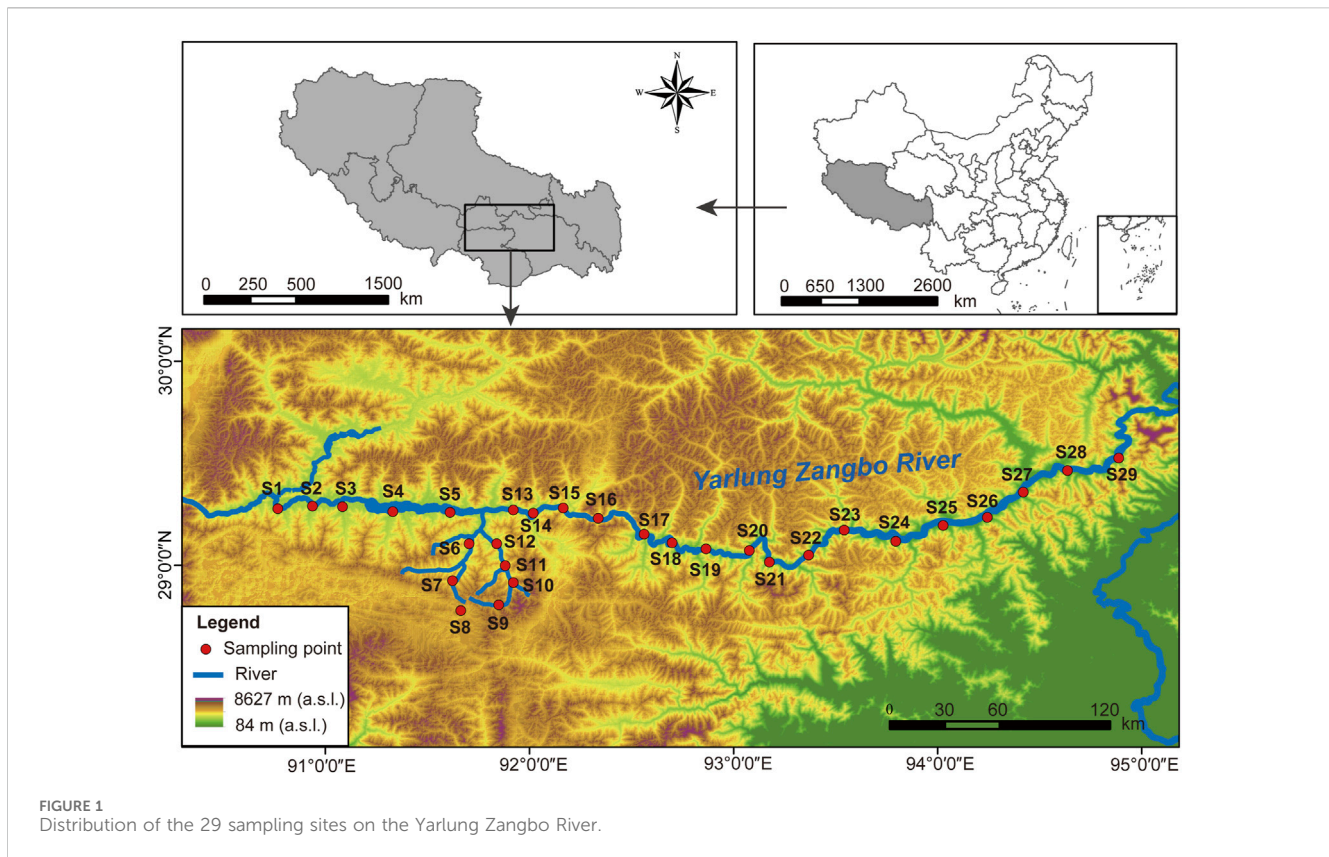 N
W
E
S
0
250
500
1500
km
0
650
1300
2600
km
30°0'0"N
29°0'0"N
S1
S2
S3
S4
S5
S13
S14
S15
S16
S6
S12
S7
S11
S10
S8
S9
S17
S18
S19
S20
S21
S22
S23
S24
S25
S26
S27
S28
S29
Yarlung Zangbo River
Legend
Sampling point
River
8627 m (a.s.l.)
84 m (a.s.l.)
0
30
60
120
km
91°0'0"E
92°0'0"E
93°0'0"E
94°0'0"E
95°0'0"E
FIGURE 1
Distribution of the 29 sampling sites on the Yarlung Zangbo River.